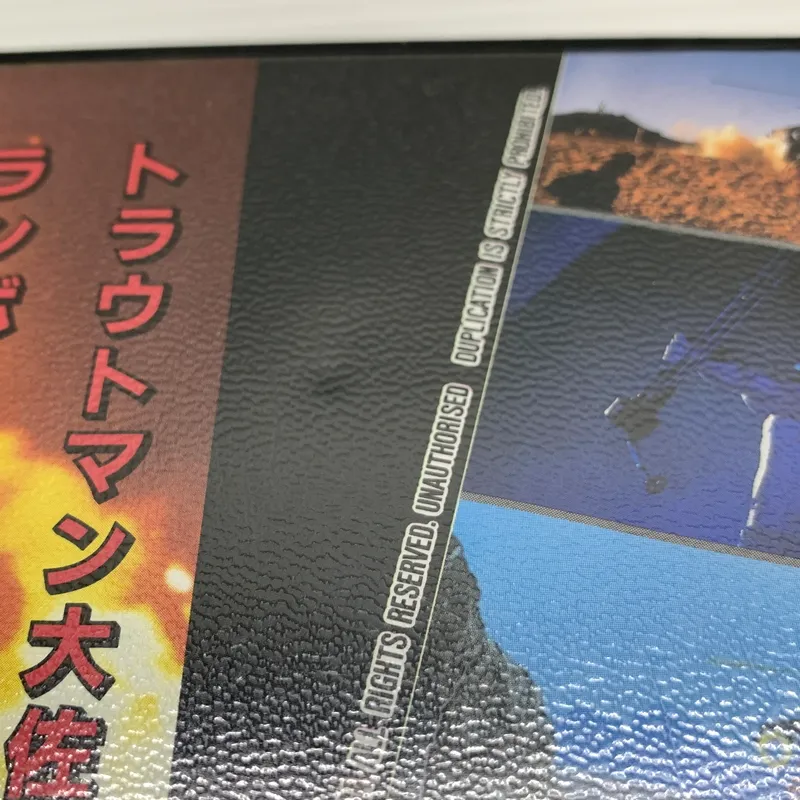 ランボ
トラウトマン大佐
ALL RIGHTS RESERVED. UNAUTHORISED DUPLICATION IS STRICTLY PROHIBITED.